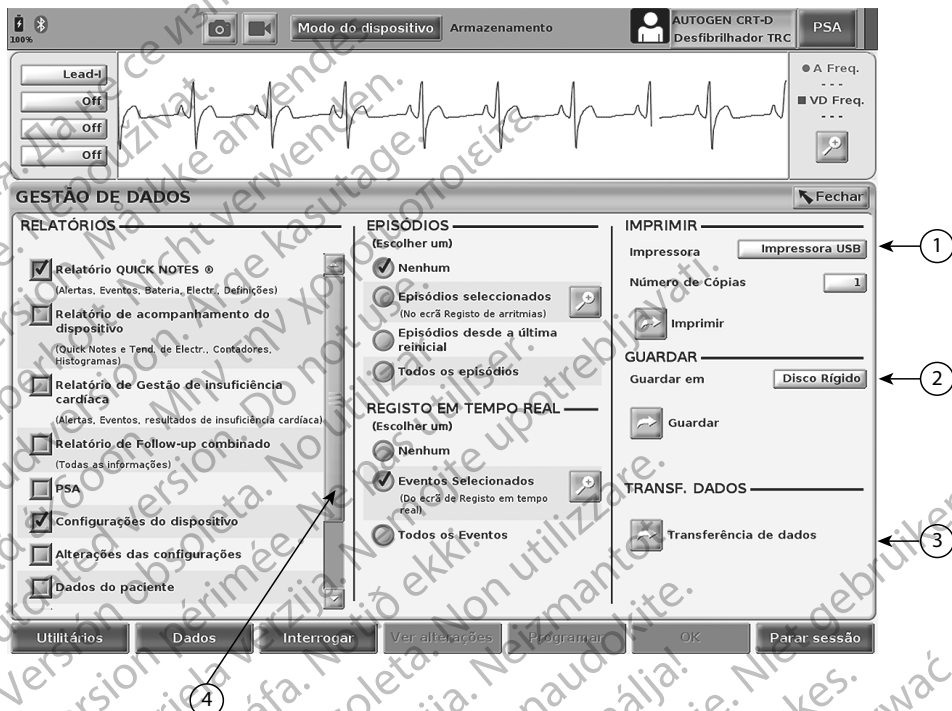 100%
Modo do dispositivo
Armazenamento
AUTOGEN CRT-D
Desfibrilhador TRC
PSA
Lead-I
Off
Off
Off
A Freq.
- - -
VD Freq.
- - -
GESTÃO DE DADOS
Fechar
RELATÓRIOS
Relatório QUICK NOTES ®
(Alertas, Eventos, Bateria, Electr., Definições)
Relatório de acompanhamento do
dispositivo
(Quick Notes e Tend. de Electr., Contadores,
Histogramas)
Relatório de Gestão de insuficiência
cardíaca
(Alertas, Eventos, resultados de insuficiência cardíaca)
Relatório de Follow-up combinado
(Todas as informações)
PSA
Configurações do dispositivo
Alterações das configurações
Dados do paciente
EPISÓDIOS
(Escolher um)
Nenhum
Episódios seleccionados
(No ecrã Registo de arritmias)
Episódios desde a última
reinicial
Todos os episódios
REGISTO EM TEMPO REAL
(Escolher um)
Nenhum
Eventos Selecionados
(Do ecrã de Registo em tempo
real)
Todos os Eventos
IMPRIMIR
Impressora
Impressora USB
Número de Cópias
1
Imprimir
GUARDAR
Guardar em
Disco Rígido
Guardar
TRANSF. DADOS
Transferência de dados
1
2
3
4
Utilitários
Dados
Interrogar
Ver alterações
Programar
OK
Parar sessão